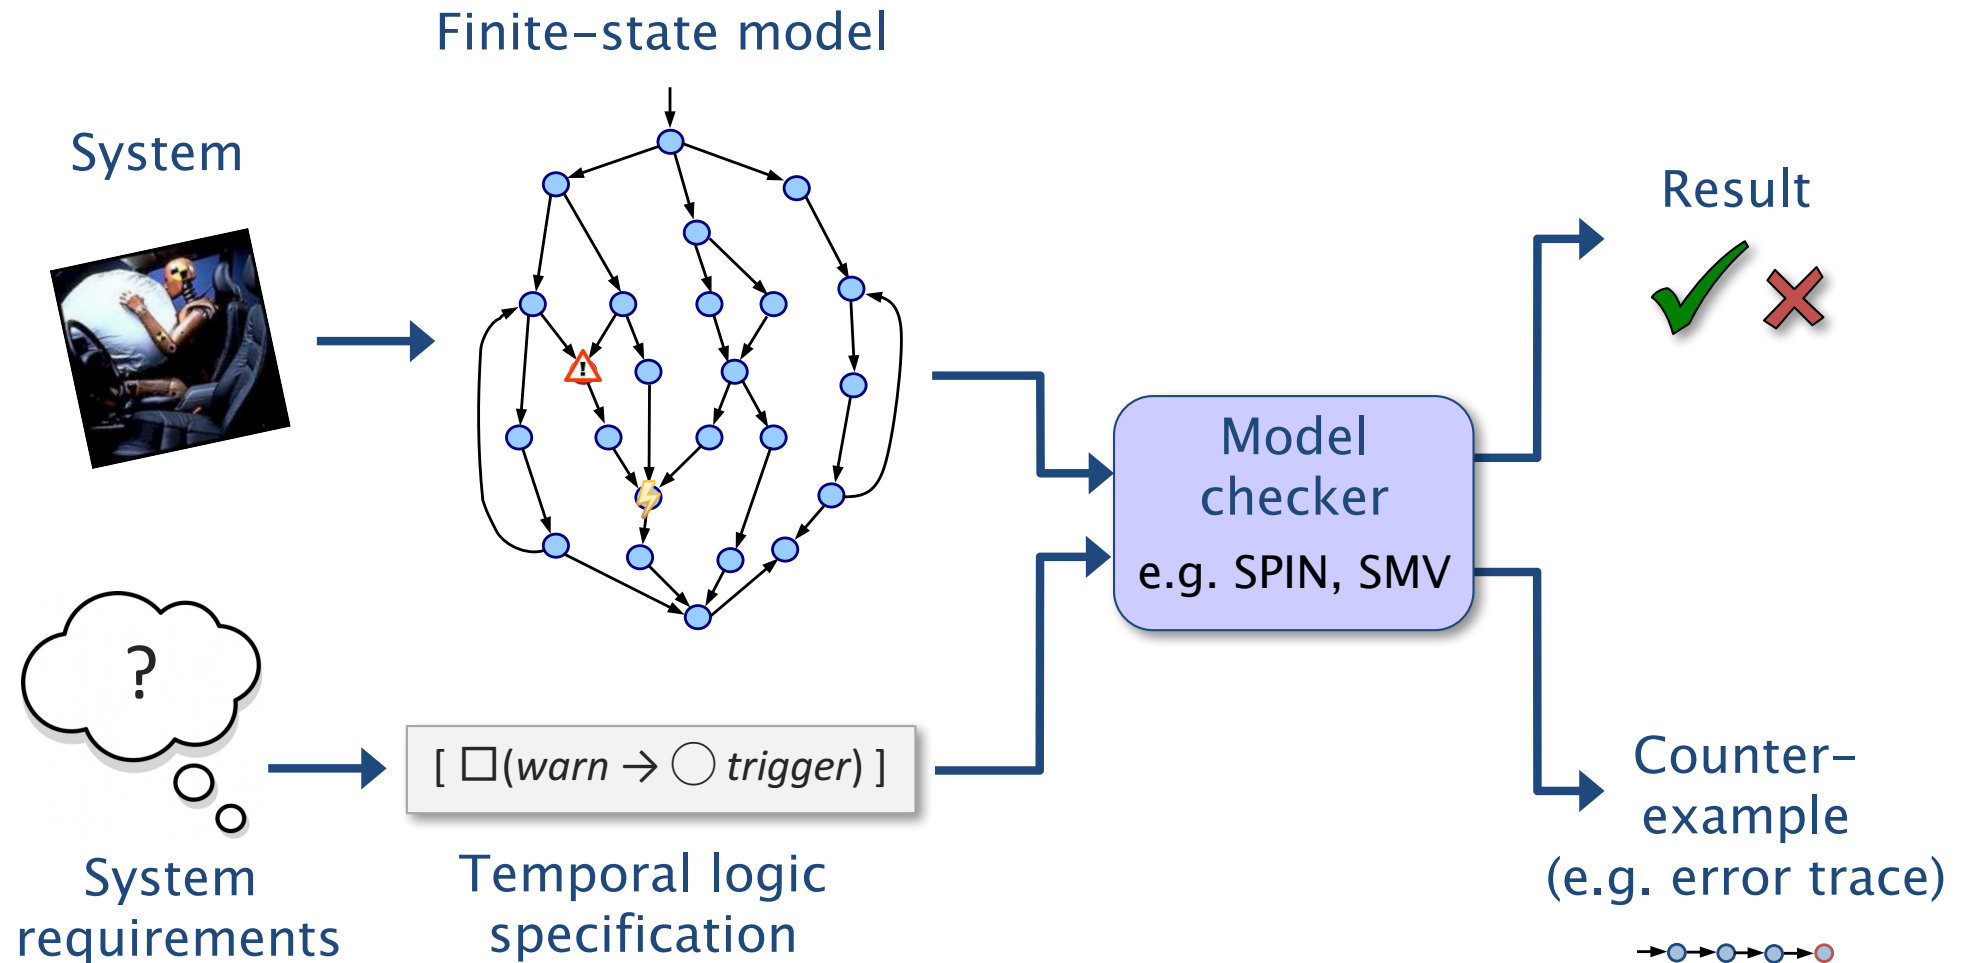 Finite-state model
System
Result
Model
checker
e.g. SPIN, SMV
?
[ □(warn → ◯ trigger) ]
System
requirements
Temporal logic
specification
Counter-
example
(e.g. error trace)